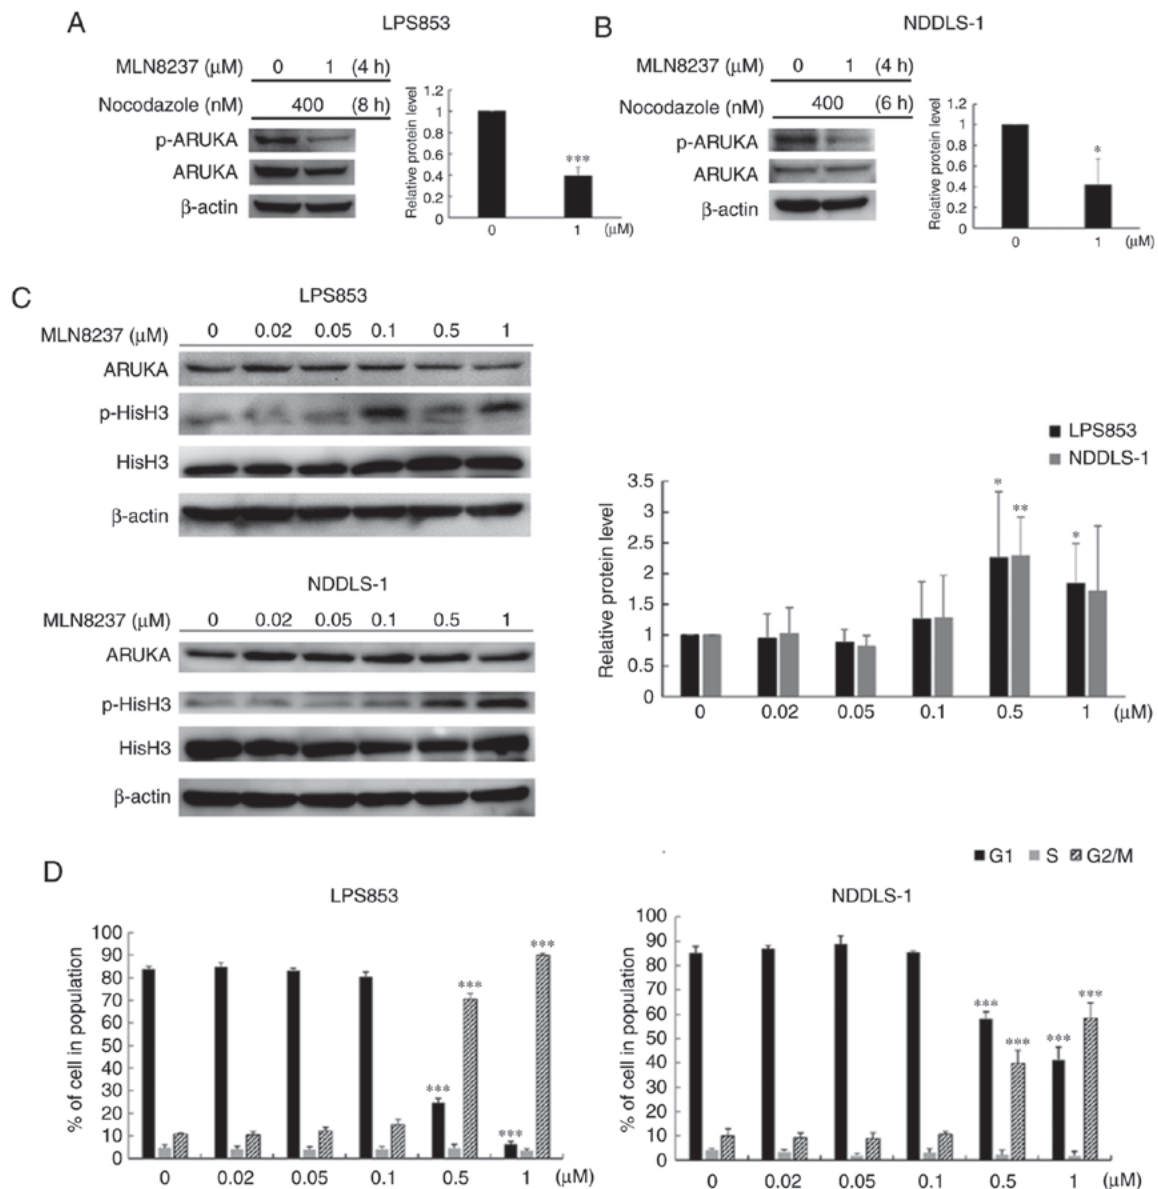 A
LPS853
MLN8237 (μM) 0 1 (4 h)
Nocodazole (nM) 400 (8 h)
p-ARUKA
ARUKA
β-actin
Relative protein level
1.2
1
0.8
0.6
0.4
0.2
0
***
0 1 (μM)
B
NDDLS-1
MLN8237 (μM) 0 1 (4 h)
Nocodazole (nM) 400 (6 h)
p-ARUKA
ARUKA
β-actin
Relative protein level
1.2
1
0.8
0.6
0.4
0.2
0
*
0 1 (μM)
C
LPS853
MLN8237 (μM) 0 0.02 0.05 0.1 0.5 1
ARUKA
p-HisH3
HisH3
β-actin
NDDLS-1
MLN8237 (μM) 0 0.02 0.05 0.1 0.5 1
ARUKA
p-HisH3
HisH3
β-actin
LPS853
NDDLS-1
Relative protein level
3.5
3
2.5
2
1.5
1
0.5
0
* ** *
0 0.02 0.05 0.1 0.5 1 (μM)
D
G1 S G2/M
LPS853
% of cell in population
100
90
80
70
60
50
40
30
20
10
0
*** *** *** ***
0 0.02 0.05 0.1 0.5 1 (μM)
NDDLS-1
% of cell in population
100
90
80
70
60
50
40
30
20
10
0
*** *** *** ***
0 0.02 0.05 0.1 0.5 1 (μM)